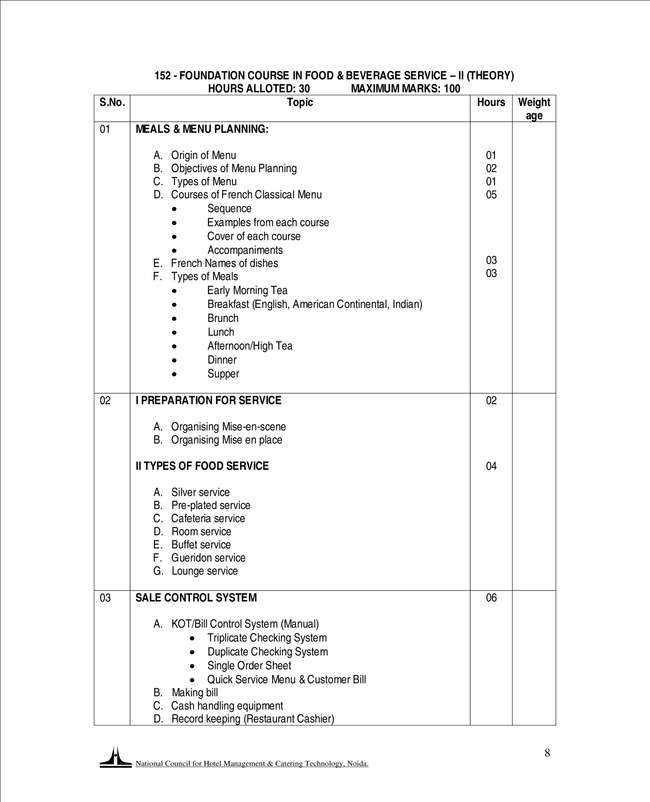 152 - FOUNDATION COURSE IN FOOD & BEVERAGE SERVICE – II (THEORY)
HOURS ALLOTED: 30 MAXIMUM MARKS: 100
S.No. Topic Hours Weight
age
01 MEALS & MENU PLANNING:
A. Origin of Menu 01
B. Objectives of Menu Planning 02
C. Types of Menu 01
D. Courses of French Classical Menu 05
• Sequence
• Examples from each course
• Cover of each course
• Accompaniments
E. French Names of dishes 03
F. Types of Meals 03
• Early Morning Tea
• Breakfast (English, American Continental, Indian)
• Brunch
• Lunch
• Afternoon/High Tea
• Dinner
• Supper
02 I PREPARATION FOR SERVICE 02
A. Organising Mise-en-scene
B. Organising Mise en place
II TYPES OF FOOD SERVICE 04
A. Silver service
B. Pre-plated service
C. Cafeteria service
D. Room service
E. Buffet service
F. Gueridon service
G. Lounge service
03 SALE CONTROL SYSTEM 06
A. KOT/Bill Control System (Manual)
• Triplicate Checking System
• Duplicate Checking System
• Single Order Sheet
• Quick Service Menu & Customer Bill
B. Making bill
C. Cash handling equipment
D. Record keeping (Restaurant Cashier)
8
National Council for Hotel Management & Catering Technology, Noida.